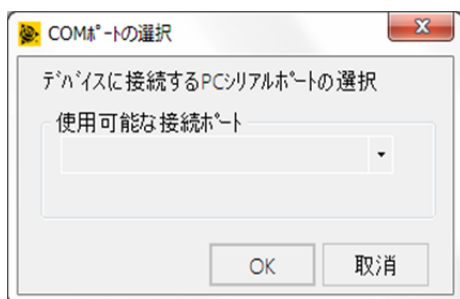 COMﾎﾟｰﾄの選択
ﾃﾞﾊﾞｲｽに接続するPCｼﾘｱﾙﾎﾟｰﾄの選択
使用可能な接続ﾎﾟｰﾄ
OK
取消